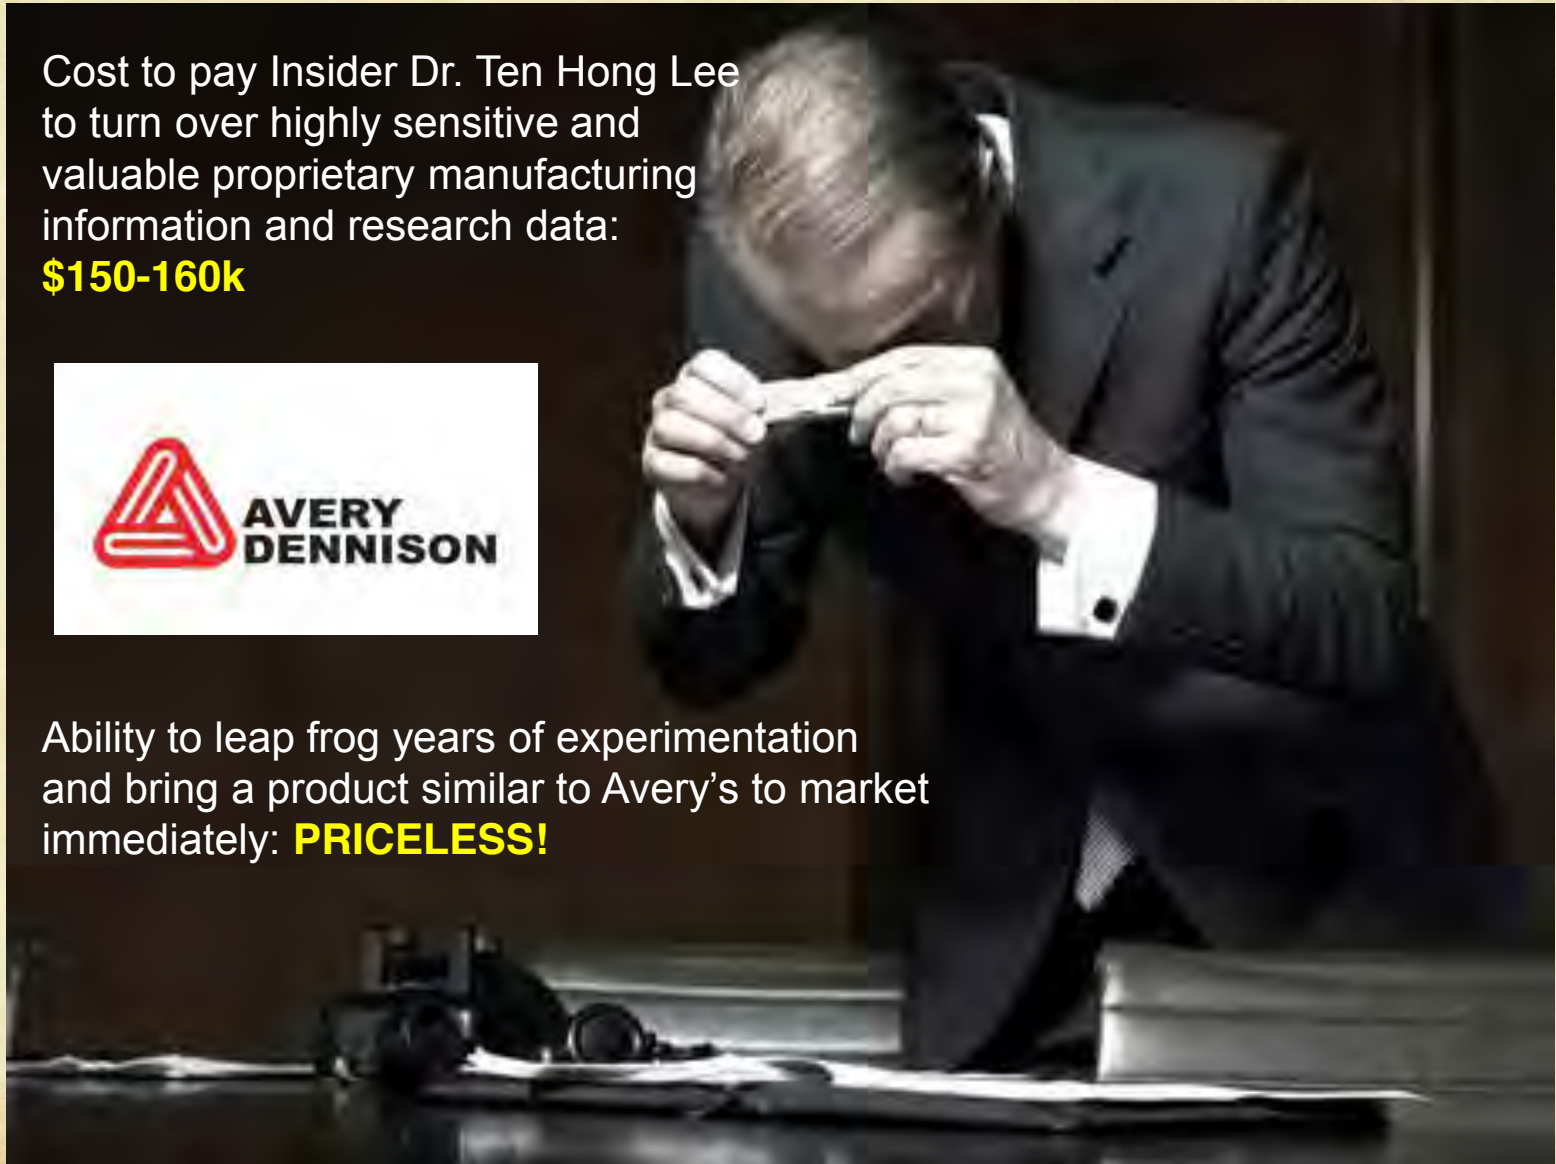 Cost to pay Insider Dr. Ten Hong Lee
to turn over highly sensitive and
valuable proprietary manufacturing
information and research data:
$150-160k
AVERY
DENNISON
Ability to leap frog years of experimentation
and bring a product similar to Avery’s to market
immediately: PRICELESS!